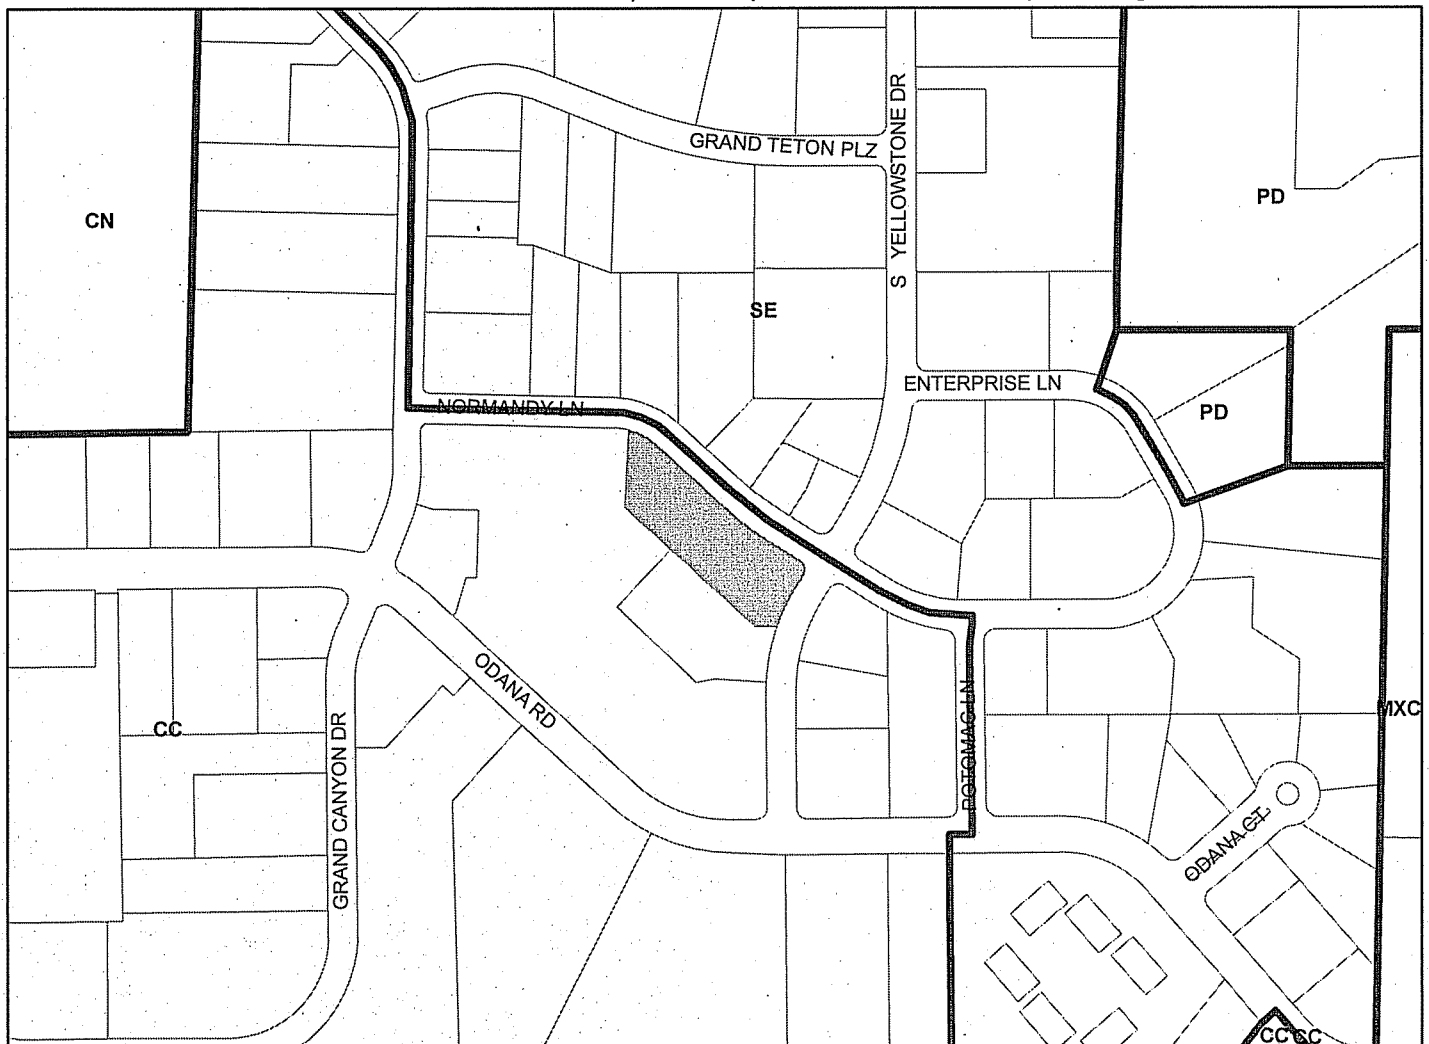 GRAND TETON PLZ
S YELLOWSTONE DR
PD
CN
SE
ENTERPRISE LN
NORMANDY LN
PD
ODANA RD
CC
GRAND CANYON DR
POTOMAC LN
MXC
ODANA CT
CC CC